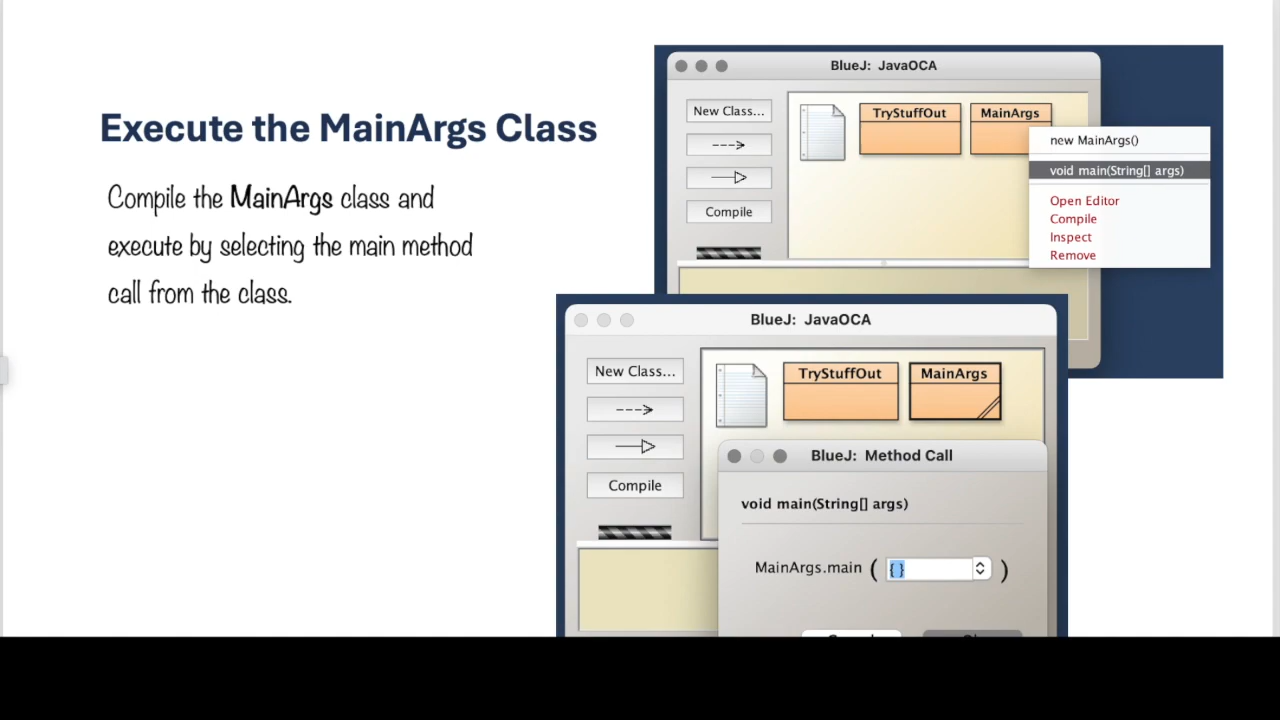 Execute the MainArgs Class
Compile the MainArgs class and
execute by selecting the main method
call from the class.
BlueJ: JavaOCA
New Class...
Compile
TryStuffOut
MainArgs
new MainArgs()
void main(String[] args)
Open Editor
Compile
Inspect
Remove
BlueJ: JavaOCA
New Class...
Compile
TryStuffOut
MainArgs
BlueJ: Method Call
void main(String[] args)
MainArgs.main ( { } )